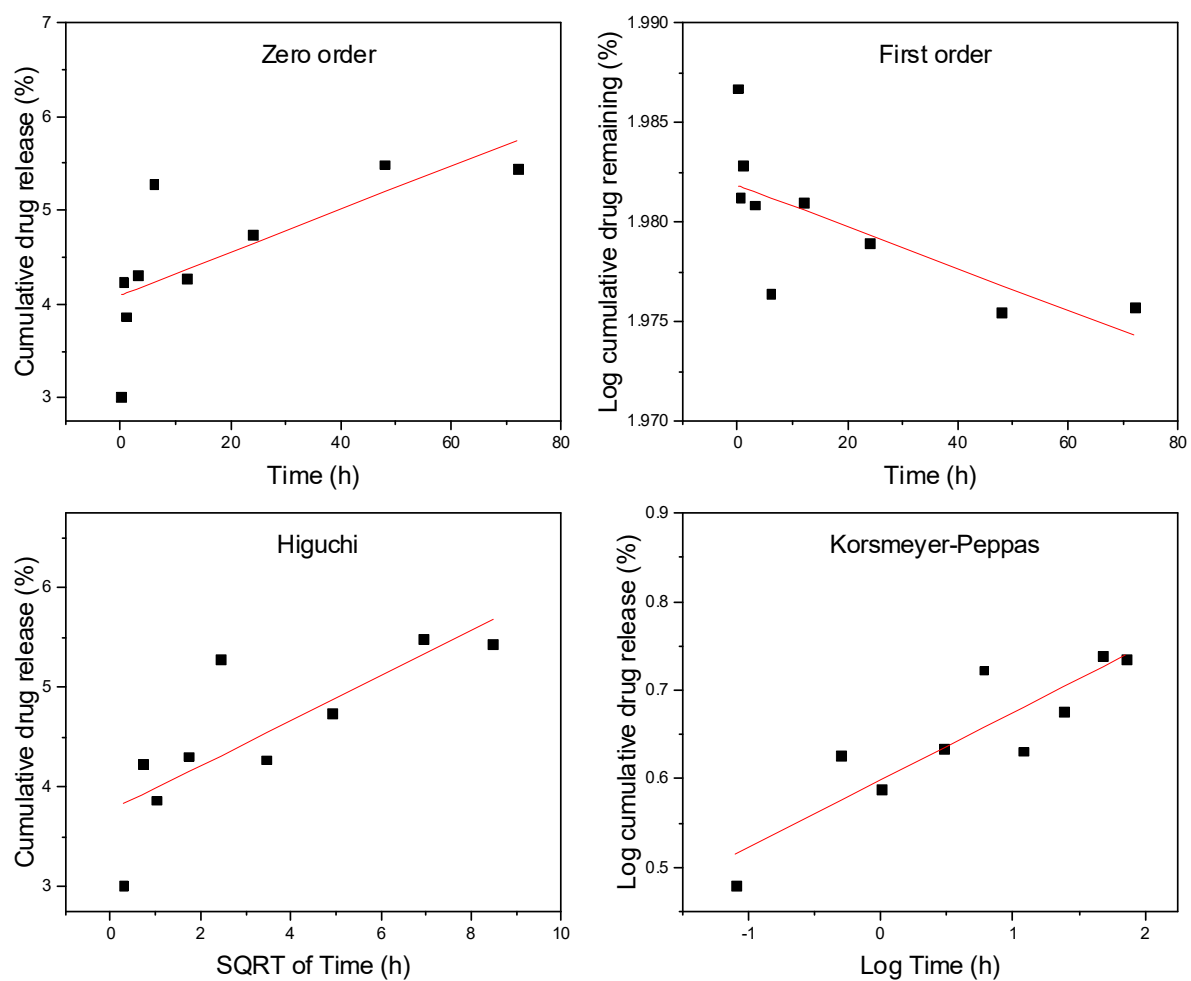 Zero order
Cumulative drug release (%)
7
6
5
4
3
0 20 40 60 80
Time (h)
First order
Log cumulative drug remaining (%)
1.990
1.985
1.980
1.975
1.970
0 20 40 60 80
Time (h)
Higuchi
Cumulative drug release (%)
6
5
4
3
0 2 4 6 8 10
SQRT of Time (h)
Korsmeyer-Peppas
Log cumulative drug release (%)
0.9
0.8
0.7
0.6
0.5
-1 0 1 2
Log Time (h)